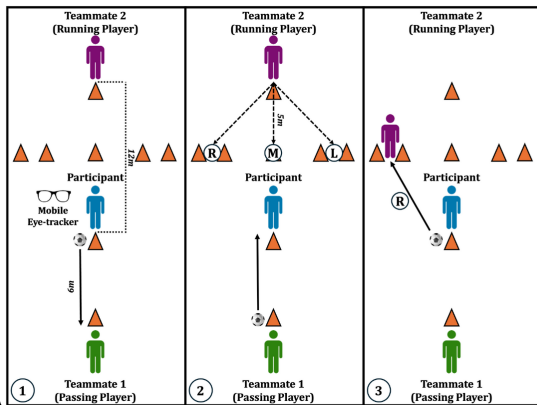 Teammate 2
(Running Player)
12m
Participant
Mobile
Eye-tracker
6m
Teammate 1
(Passing Player)
1
Teammate 2
(Running Player)
5m
R
M
L
Participant
Teammate 1
(Passing Player)
2
Teammate 2
(Running Player)
Participant
R
Teammate 1
(Passing Player)
3